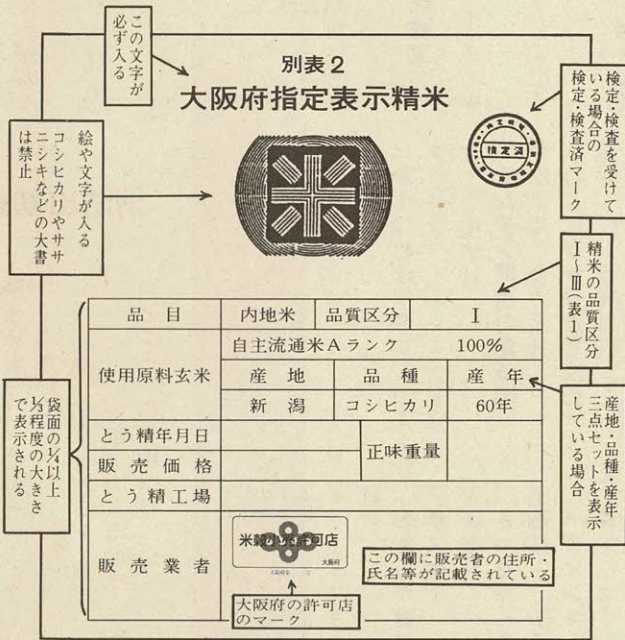 この文字が
必ず入る
別表2
大阪府指定表示精米
検定・検査を受けて
いる場合の
検定・検査済マーク
検定済
絵や文字が入る
コシヒカリやササ
ニシキなどの大書
は禁止
精米の品質区分
I〜III(表1)
品目 内地米 品質区分 I
使用原料玄米
自主流通米Aランク 100%
産地 品種 産年
新潟 コシヒカリ 60年
産地・品種・産年
三点セットを表示
している場合
袋面の1/4以上
1/3程度の大きさ
で表示される
とう精年月日
正味重量
販売価格
とう精工場
販売業者
米穀小売許可店
大阪府
この欄に販売者の住所・
氏名等が記載されている
大阪府の許可店
のマーク